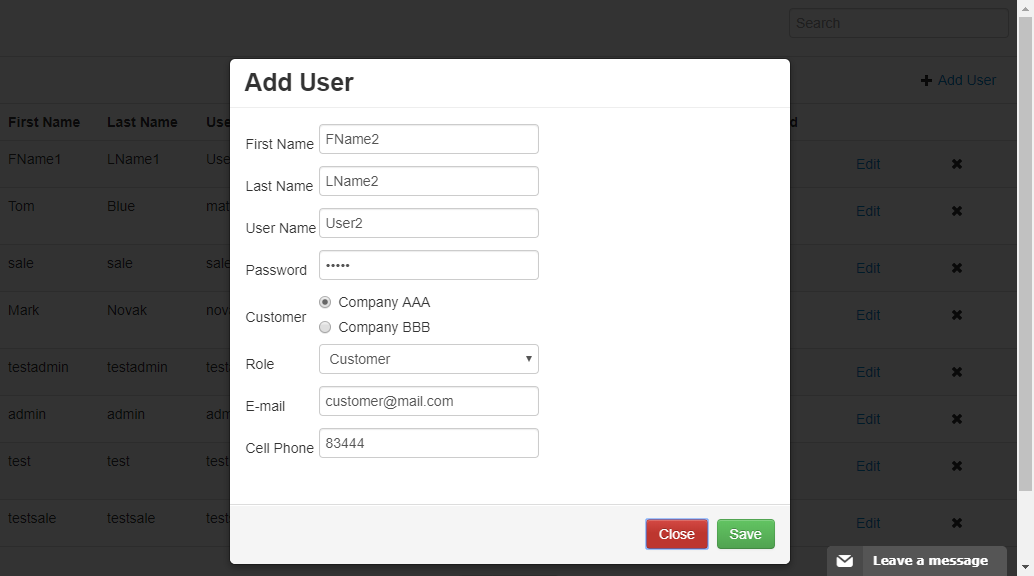 Search
Add User
Add User
First Name Last Name Use d
First Name FName2
FName1 LName1 Use Edit
Last Name LName2
Tom Blue mat Edit
User Name User2
sale sale sale Edit
Password •••••
Mark Novak nov Edit
Customer Company AAA
Company BBB
testadmin testadmin test Edit
Role Customer
admin admin adm Edit
E-mail customer@mail.com
test test test Edit
Cell Phone 83444
testsale testsale test Edit
Close Save
Leave a message